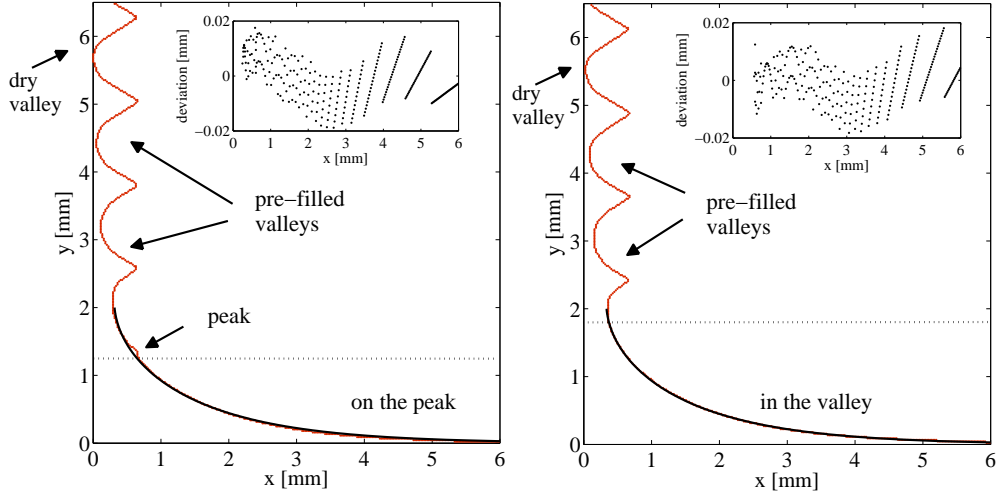 0.02
0
−0.02
deviation [mm]
0 1 2 3 4 5 6
x [mm]
dry
valley
pre−filled
valleys
peak
on the peak
y [mm]
6
5
4
3
2
1
0
0 1 2 3 4 5 6
x [mm]
0.02
0
−0.02
deviation [mm]
0 1 2 3 4 5 6
x [mm]
dry
valley
pre−filled
valleys
in the valley
y [mm]
6
5
4
3
2
1
0
0 1 2 3 4 5 6
x [mm]